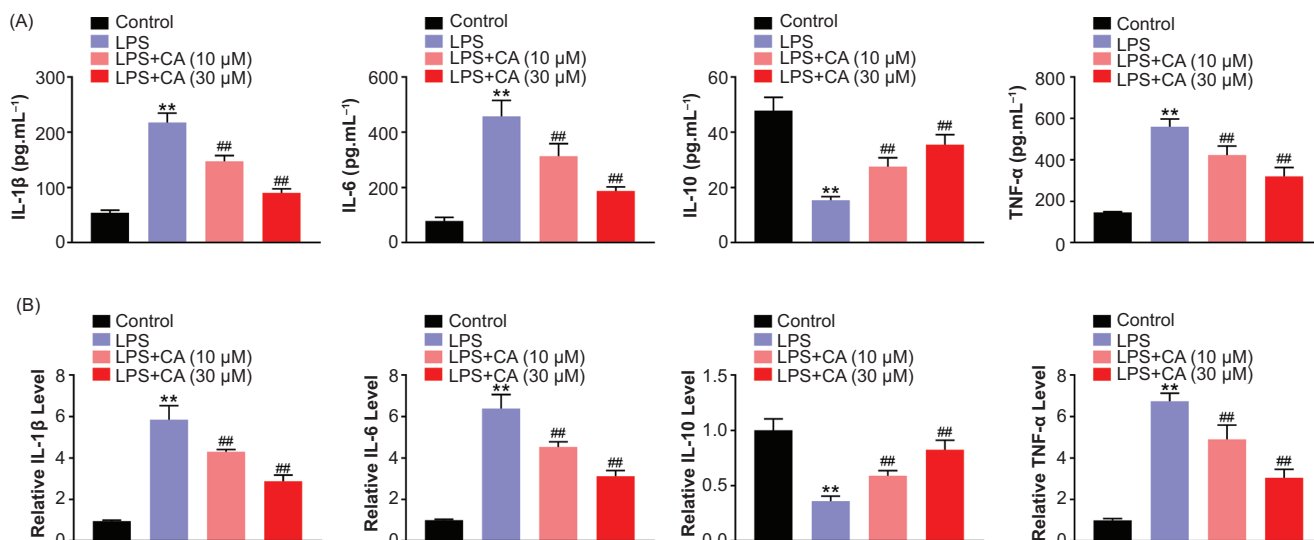 (A)
Control
LPS
LPS+CA (10 µM)
LPS+CA (30 µM)
300
200
100
0
IL-1β (pg.mL⁻¹)
**
##
##
Control
LPS
LPS+CA (10 µM)
LPS+CA (30 µM)
600
400
200
0
IL-6 (pg.mL⁻¹)
**
##
##
Control
LPS
LPS+CA (10 µM)
LPS+CA (30 µM)
60
40
20
0
IL-10 (pg.mL⁻¹)
**
##
##
Control
LPS
LPS+CA (10 µM)
LPS+CA (30 µM)
800
600
400
200
0
TNF-α (pg.mL⁻¹)
**
##
##
(B)
Control
LPS
LPS+CA (10 µM)
LPS+CA (30 µM)
8
6
4
2
0
Relative IL-1β Level
**
##
##
Control
LPS
LPS+CA (10 µM)
LPS+CA (30 µM)
8
6
4
2
0
Relative IL-6 Level
**
##
##
Control
LPS
LPS+CA (10 µM)
LPS+CA (30 µM)
1.5
1.0
0.5
0.0
Relative IL-10 Level
**
##
##
Control
LPS
LPS+CA (10 µM)
LPS+CA (30 µM)
8
6
4
2
0
Relative TNF-α Level
**
##
##